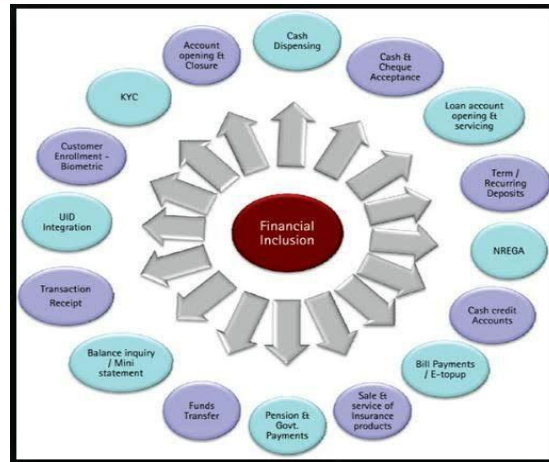 Cash
Dispensing
Cash &
Cheque
Acceptance
Loan account
opening &
servicing
Term /
Recurring
Deposits
NREGA
Cash credit
Accounts
Bill Payments
/ E-topup
Sale &
service of
Insurance
products
Pension &
Govt.
Payments
Funds
Transfer
Balance inquiry
/ Mini
statement
Transaction
Receipt
UID
Integration
Customer
Enrollment -
Biometric
KYC
Account
opening &
Closure
Financial
Inclusion